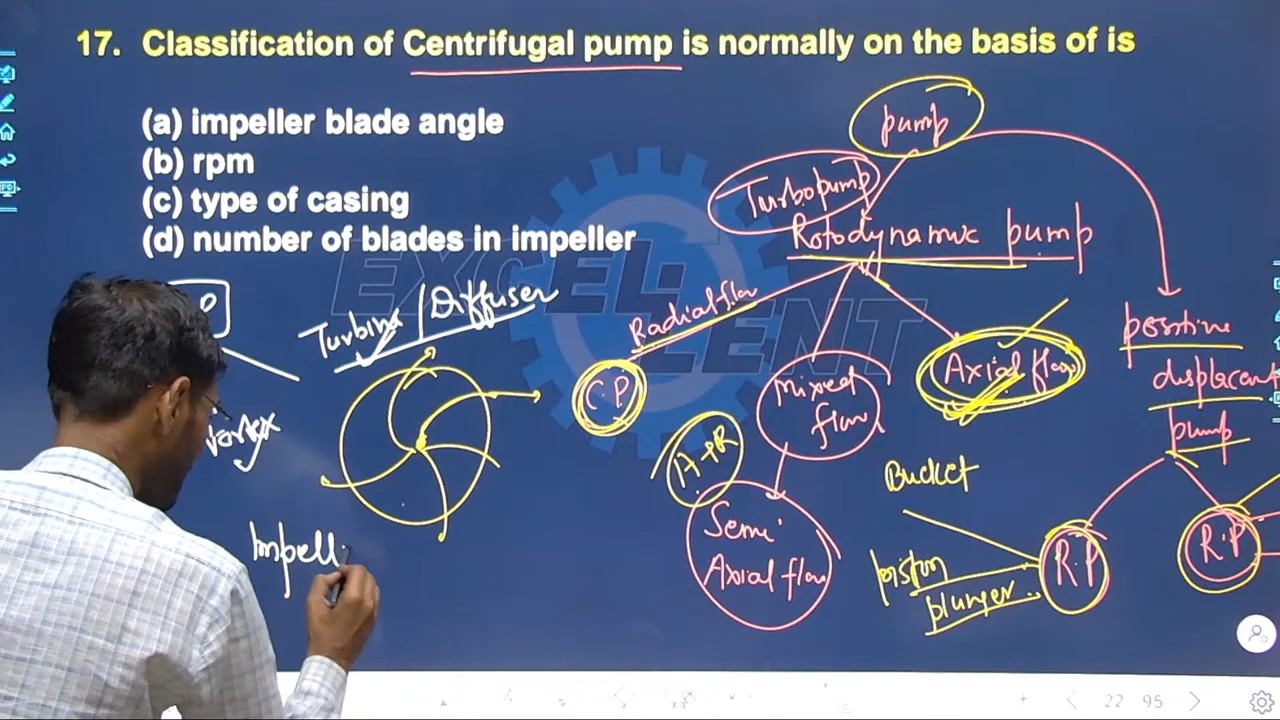 17. Classification of Centrifugal pump is normally on the basis of is
(a) impeller blade angle
(b) rpm
(c) type of casing
(d) number of blades in impeller
EXCELLENT
pump
Turbopump
Rotodynamic pump
Radial flow
C.P
Mixed
flow
Axial flow
A+R
Semi
Axial flow
positive
displacement
pump
Bucket
piston
plunger
R.P
R.P
P
Turbine/Diffuser
Vortex
Impell
22 95